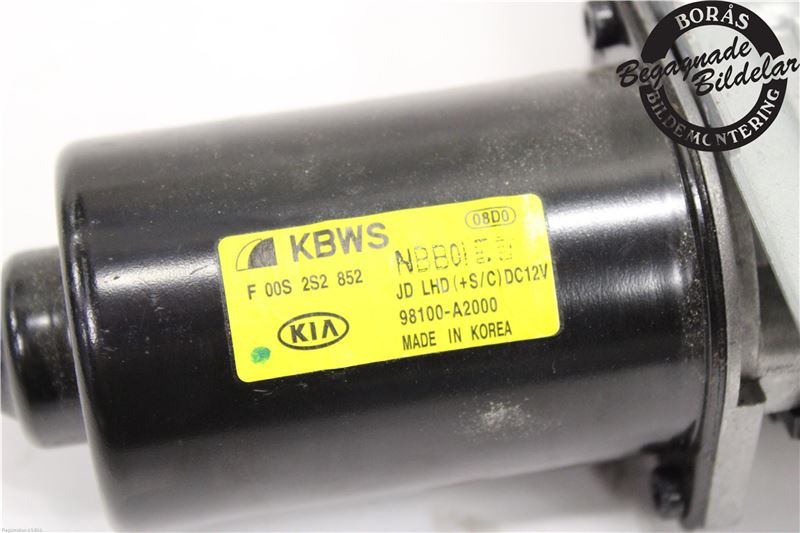 BORÅS
Begagnade
Bildelar
BILDEMONTERING
KBWS
08D0
F 00S 2S2 852
JD LHD(+S/C)DC12V
KIA
98100-A2000
MADE IN KOREA